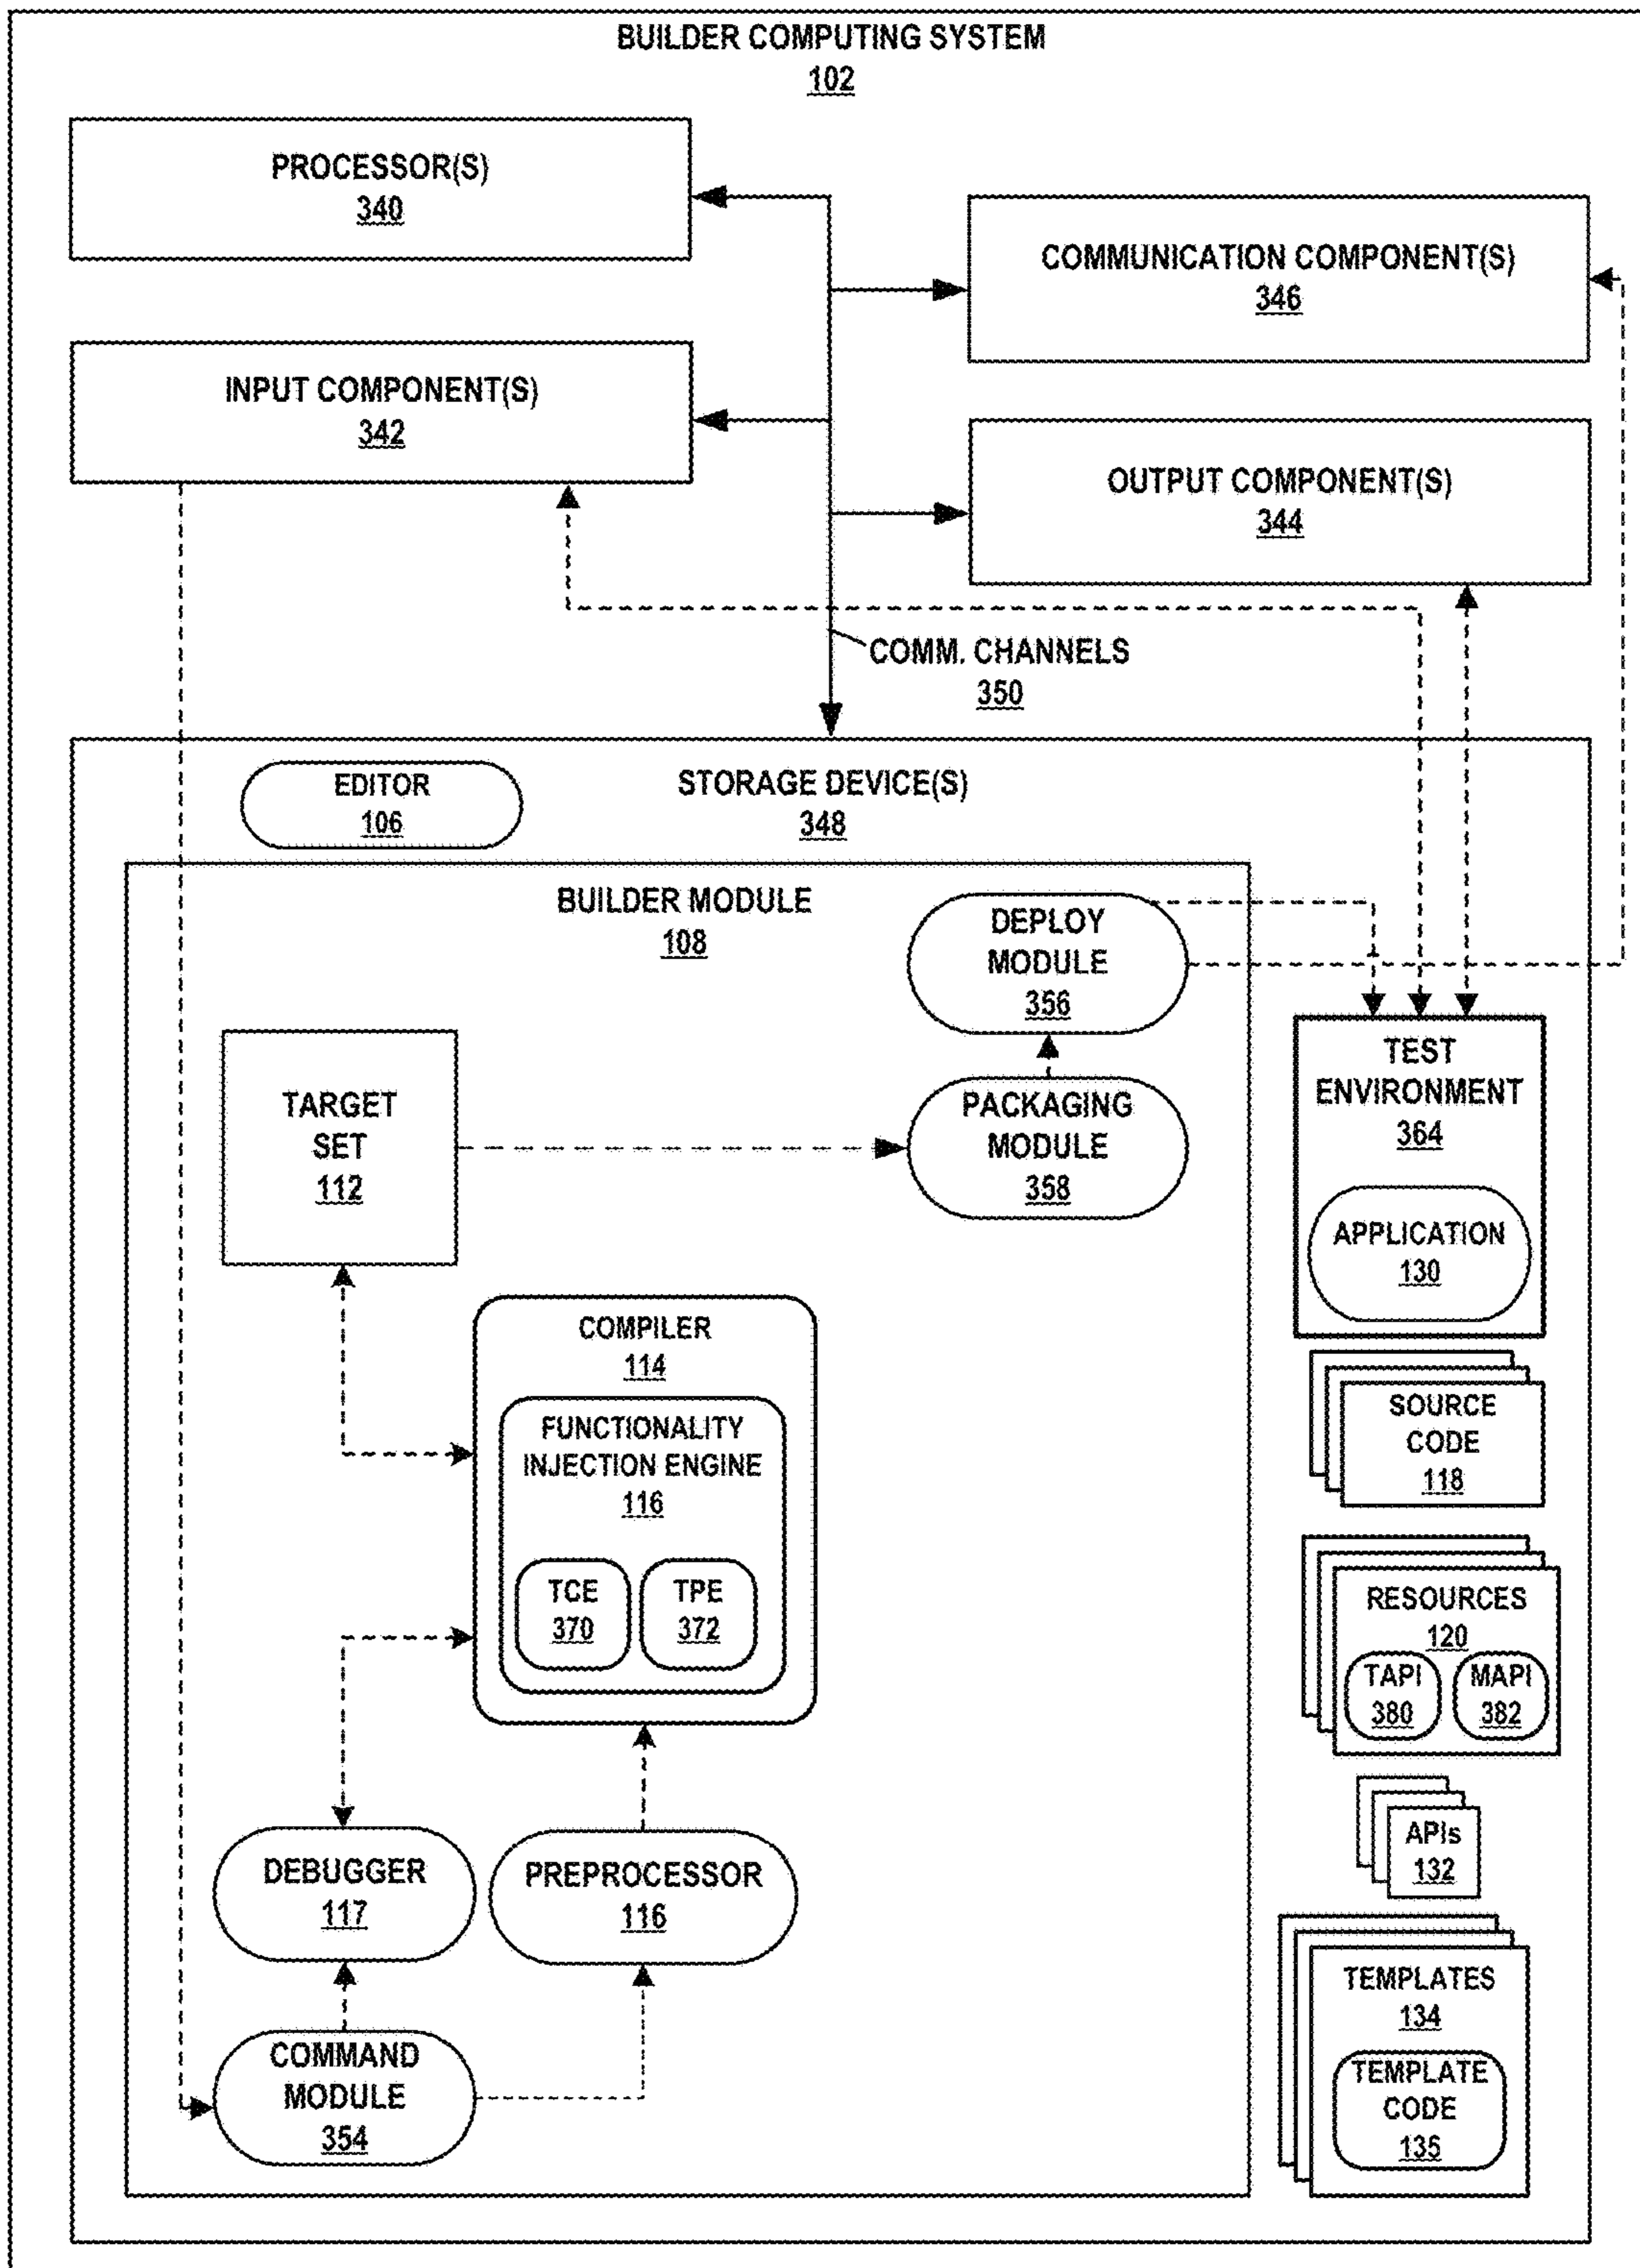 BUILDER COMPUTING SYSTEM
102
PROCESSOR(S)
340
COMMUNICATION COMPONENT(S)
346
INPUT COMPONENT(S)
342
OUTPUT COMPONENT(S)
344
COMM. CHANNELS
350
EDITOR
106
STORAGE DEVICE(S)
348
BUILDER MODULE
108
DEPLOY
MODULE
356
TARGET
SET
112
PACKAGING
MODULE
358
TEST
ENVIRONMENT
364
APPLICATION
130
COMPILER
114
FUNCTIONALITY
INJECTION ENGINE
116
TCE
370
TPE
372
SOURCE
CODE
118
RESOURCES
120
TAPI
380
MAPI
382
APIs
132
DEBUGGER
117
PREPROCESSOR
116
COMMAND
MODULE
354
TEMPLATES
134
TEMPLATE
CODE
135